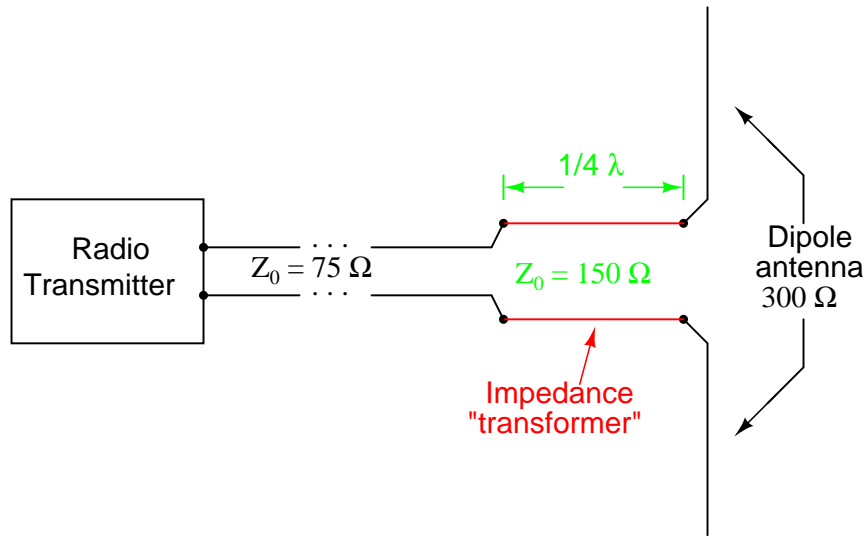 1/4 λ
Radio
Transmitter
. . .
Z₀ = 75 Ω
. . .
Z₀ = 150 Ω
Dipole
antenna
300 Ω
Impedance
"transformer"